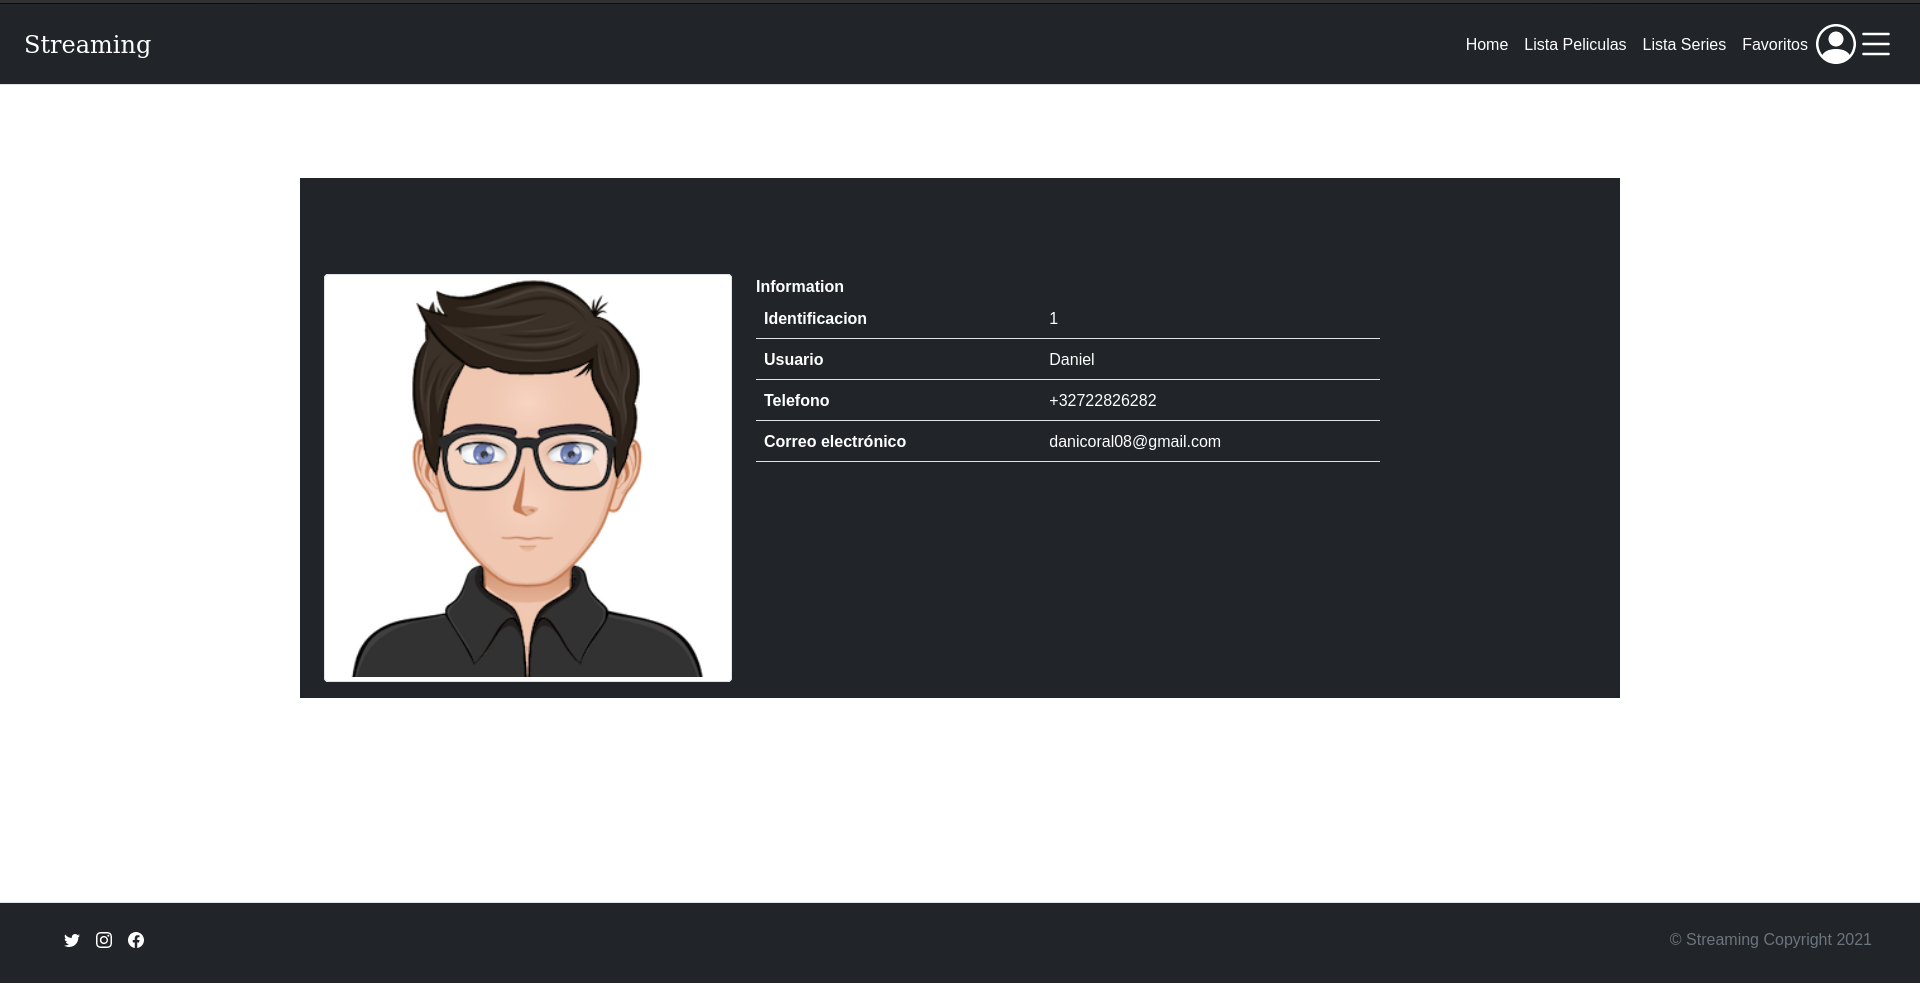 Streaming
Home Lista Peliculas Lista Series Favoritos
Information
Identificacion 1
Usuario Daniel
Telefono +32722826282
Correo electrónico danicoral08@gmail.com
© Streaming Copyright 2021